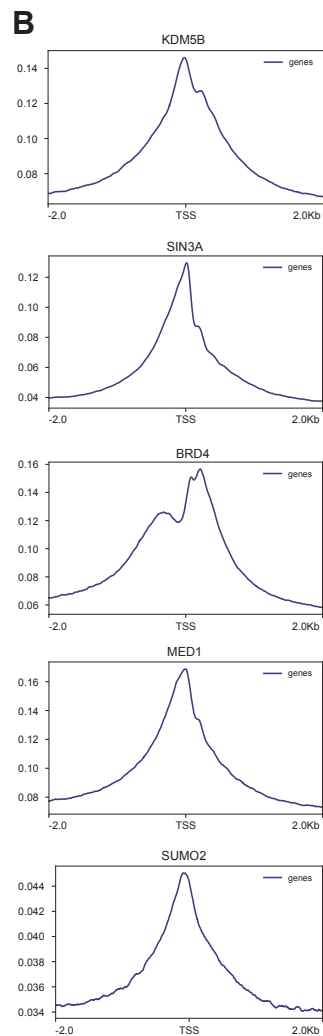 B
KDM5B
genes
0.14
0.12
0.10
0.08
-2.0 TSS 2.0Kb
SIN3A
genes
0.12
0.10
0.08
0.06
0.04
-2.0 TSS 2.0Kb
BRD4
0.16
genes
0.14
0.12
0.10
0.08
0.06
-2.0 TSS 2.0Kb
MED1
genes
0.16
0.14
0.12
0.10
0.08
-2.0 TSS 2.0Kb
SUMO2
genes
0.044
0.042
0.040
0.038
0.036
0.034
-2.0 TSS 2.0Kb